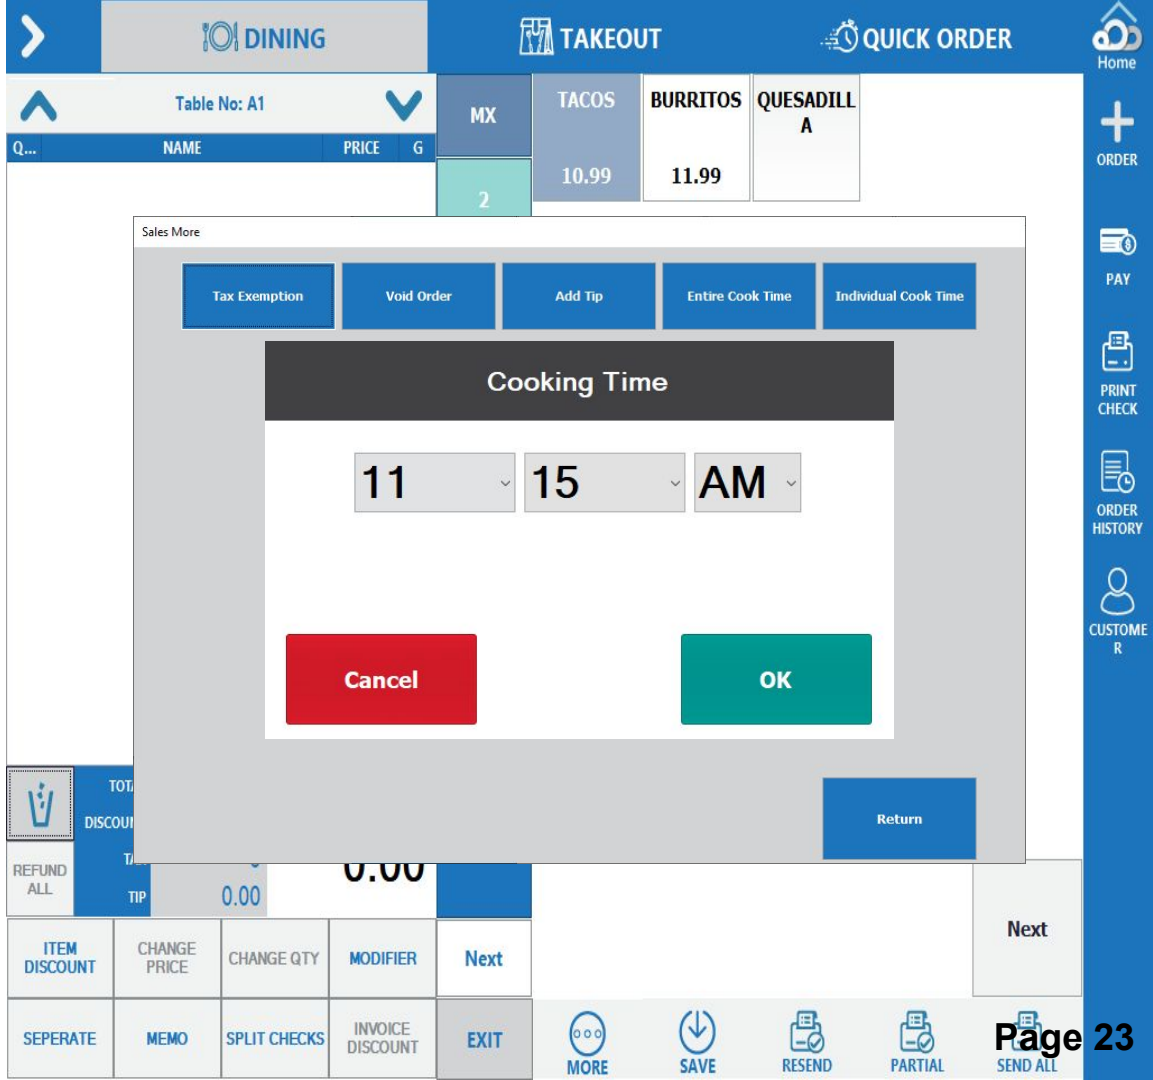 DINING
TAKEOUT
QUICK ORDER
Home
Table No: A1
Q...
NAME
PRICE
G
MX
2
TACOS
10.99
BURRITOS
11.99
QUESADILL
A
ORDER
PAY
PRINT
CHECK
ORDER
HISTORY
CUSTOME
R
Sales More
Tax Exemption
Void Order
Add Tip
Entire Cook Time
Individual Cook Time
Cooking Time
11
15
AM
Cancel
OK
Return
REFUND
ALL
TIP
0.00
0.00
ITEM
DISCOUNT
CHANGE
PRICE
CHANGE QTY
MODIFIER
Next
Next
SEPERATE
MEMO
SPLIT CHECKS
INVOICE
DISCOUNT
EXIT
MORE
SAVE
RESEND
PARTIAL
SEND ALL
Page 23